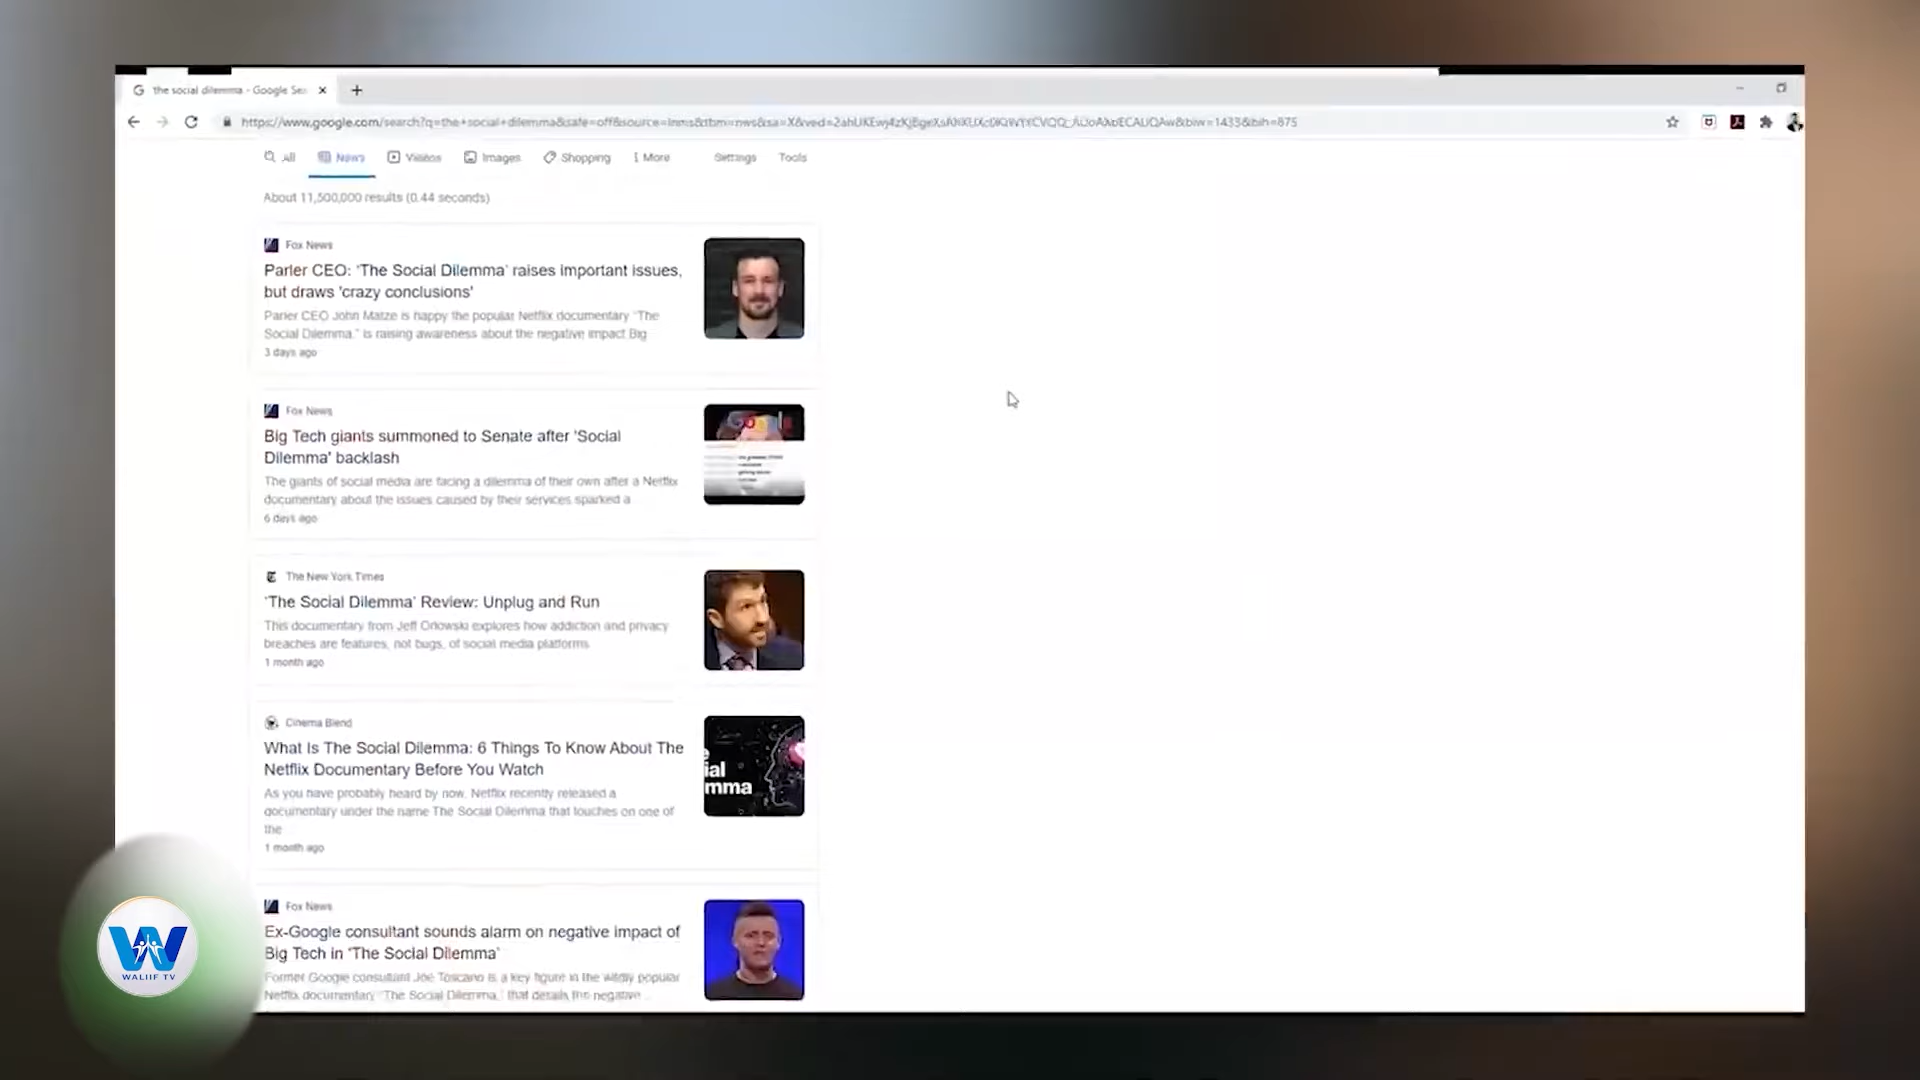 the social dilemma - Google Se
All
News
Videos
Images
Shopping
More
Settings
Tools
About 11,500,000 results (0.44 seconds)
Fox News
Parler CEO: 'The Social Dilemma' raises important issues,
but draws 'crazy conclusions'
Parler CEO John Matze is happy the popular Netflix documentary "The
Social Dilemma," is raising awareness about the negative impact Big
3 days ago
Fox News
Big Tech giants summoned to Senate after 'Social
Dilemma' backlash
The giants of social media are facing a dilemma of their own after a Netflix
documentary about the issues caused by their services sparked a
6 days ago
The New York Times
'The Social Dilemma' Review: Unplug and Run
This documentary from Jeff Orlowski explores how addiction and privacy
breaches are features, not bugs, of social media platforms
1 month ago
Cinema Blend
What Is The Social Dilemma: 6 Things To Know About The
Netflix Documentary Before You Watch
As you have probably heard by now, Netflix recently released a
documentary under the name The Social Dilemma that touches on one of
the
1 month ago
ial
mma
Fox News
Ex-Google consultant sounds alarm on negative impact of
Big Tech in 'The Social Dilemma'
Former Google consultant Joe Toscano is a key figure in the wildly popular
Netflix documentary "The Social Dilemma," that details the negative ...
W
WALIIF TV